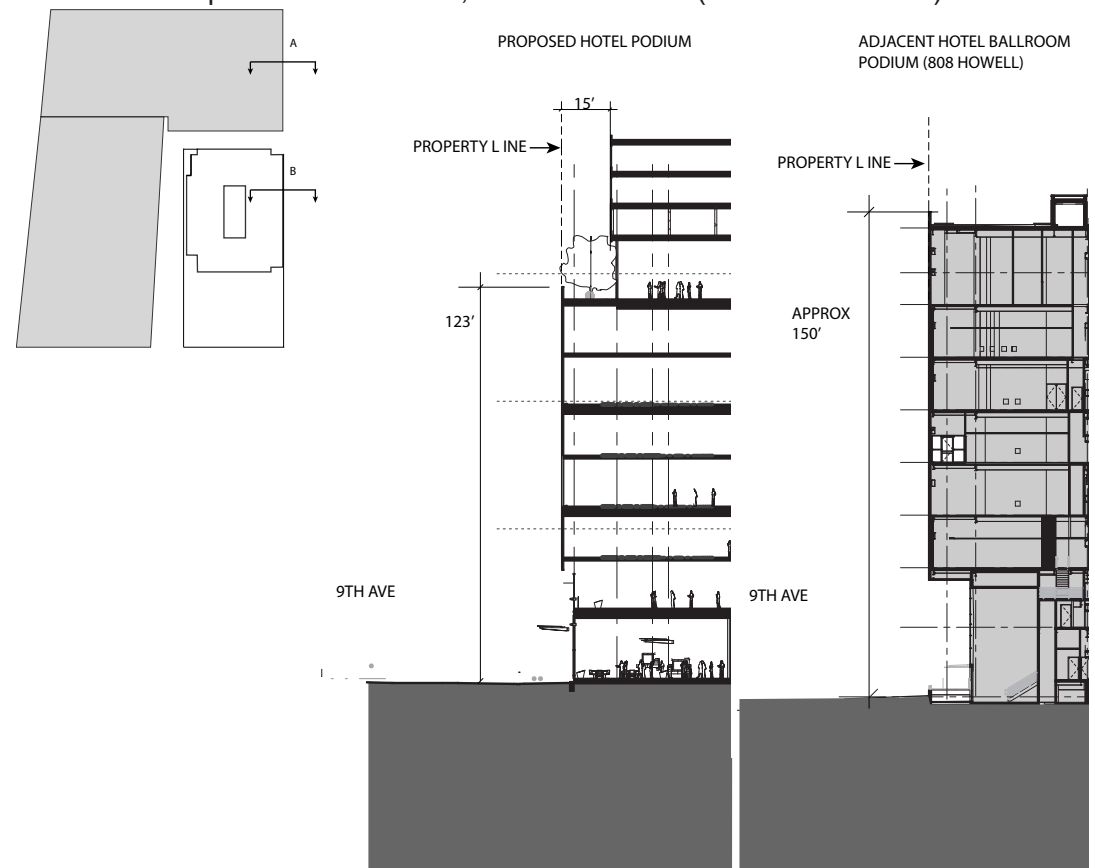 A
B
PROPOSED HOTEL PODIUM
15’
PROPERTY L INE
123’
9TH AVE
ADJACENT HOTEL BALLROOM
PODIUM (808 HOWELL)
PROPERTY L INE
APPROX
150’
9TH AVE